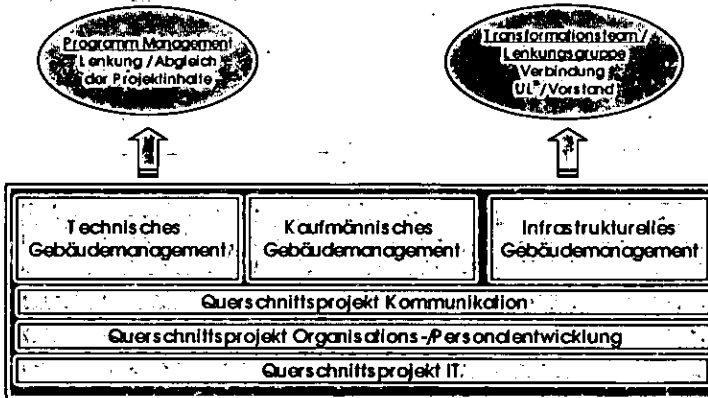 Programm Management
Lenkung / Abgleich
der Projektinhalte
Transformationsteam /
Lenkungsgruppe
Verbindung
UL*/Vorstand
Technisches
Gebäudemanagement
Kaufmännisches
Gebäudemanagement
Infrastrukturelles
Gebäudemanagement
Querschnittsprojekt Kommunikation
Querschnittsprojekt Organisations-/Personalentwicklung
Querschnittsprojekt IT